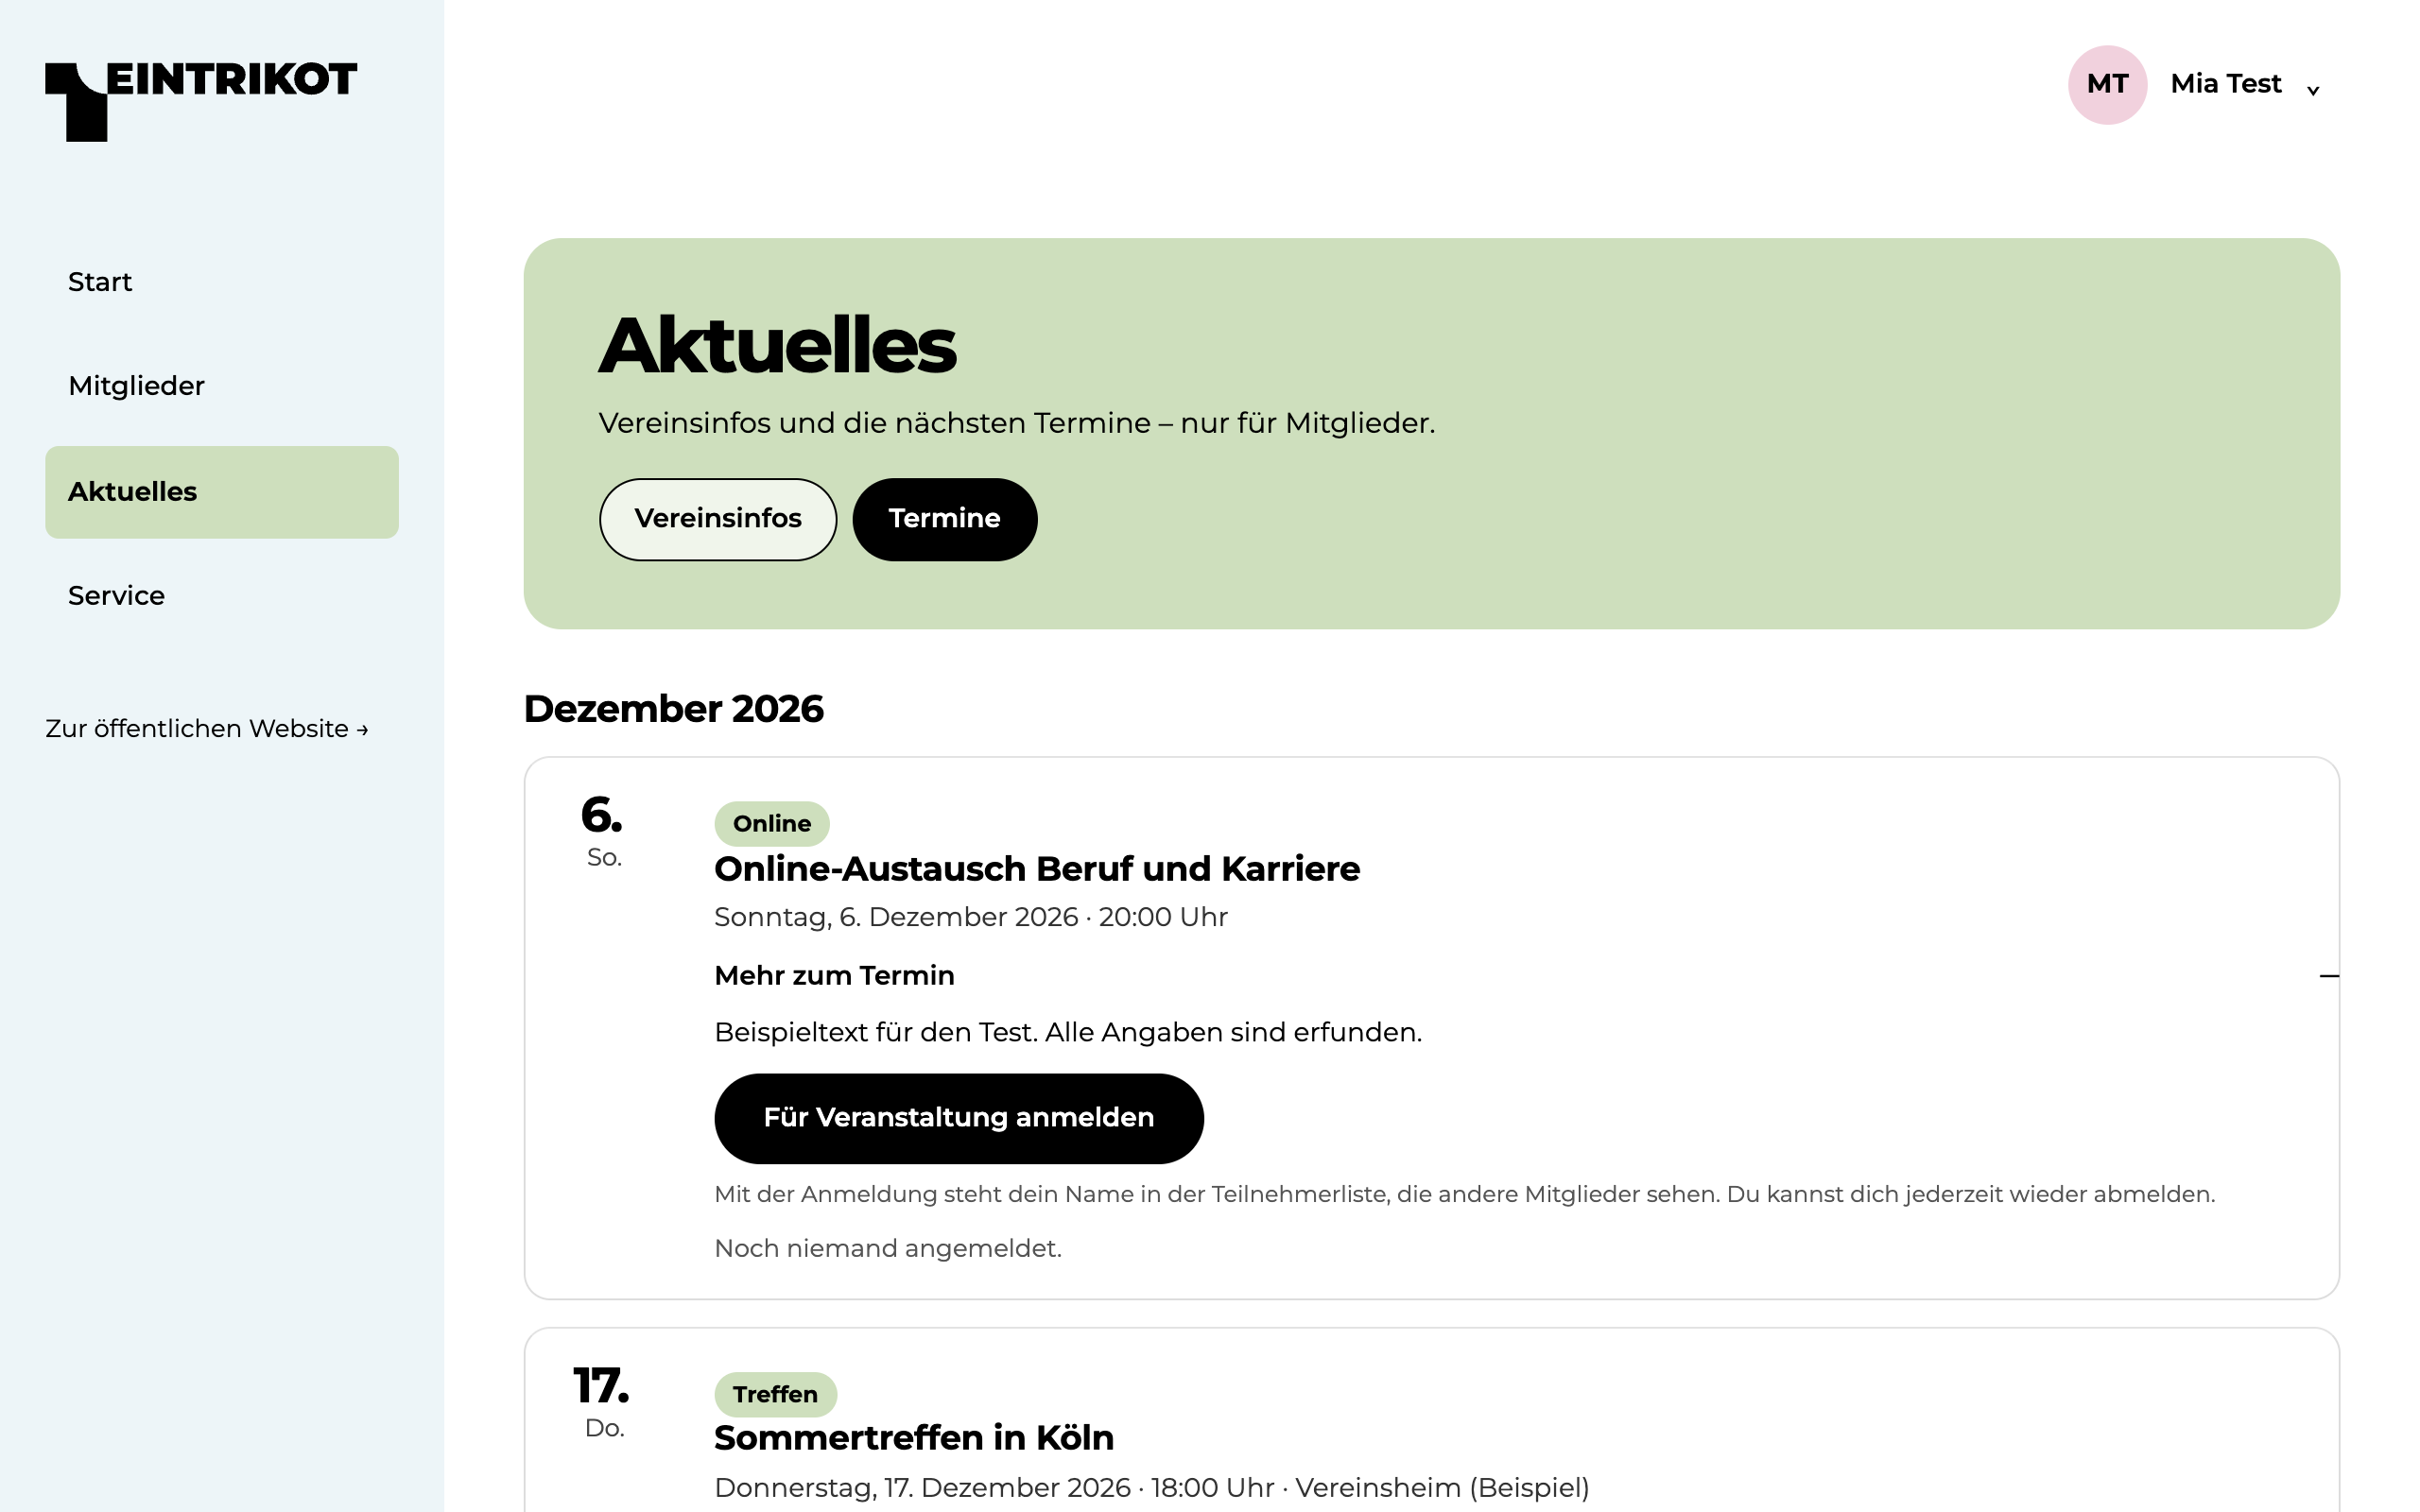 EINTRIKOT
MT Mia Test
Start
Mitglieder
Aktuelles
Service
Zur öffentlichen Website →
Aktuelles
Vereinsinfos und die nächsten Termine – nur für Mitglieder.
Vereinsinfos Termine
Dezember 2026
6.
So.
Online
Online-Austausch Beruf und Karriere
Sonntag, 6. Dezember 2026 · 20:00 Uhr
Mehr zum Termin –
Beispieltext für den Test. Alle Angaben sind erfunden.
Für Veranstaltung anmelden
Mit der Anmeldung steht dein Name in der Teilnehmerliste, die andere Mitglieder sehen. Du kannst dich jederzeit wieder abmelden.
Noch niemand angemeldet.
17.
Do.
Treffen
Sommertreffen in Köln
Donnerstag, 17. Dezember 2026 · 18:00 Uhr · Vereinsheim (Beispiel)